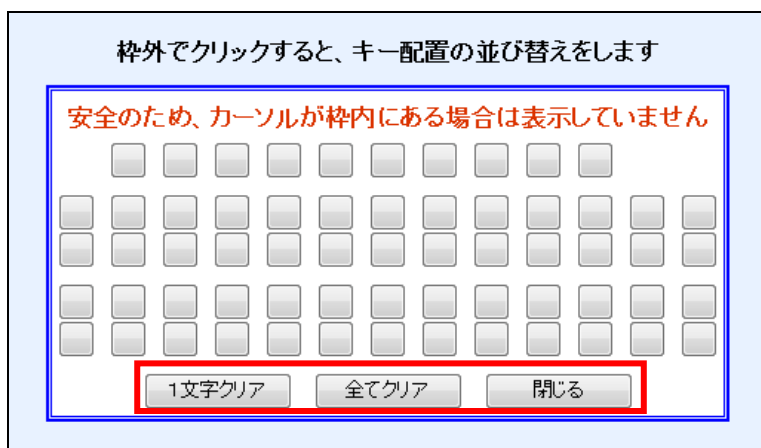 枠外でクリックすると、キー配置の並び替えをします
安全のため、カーソルが枠内にある場合は表示していません
1文字クリア 全てクリア 閉じる